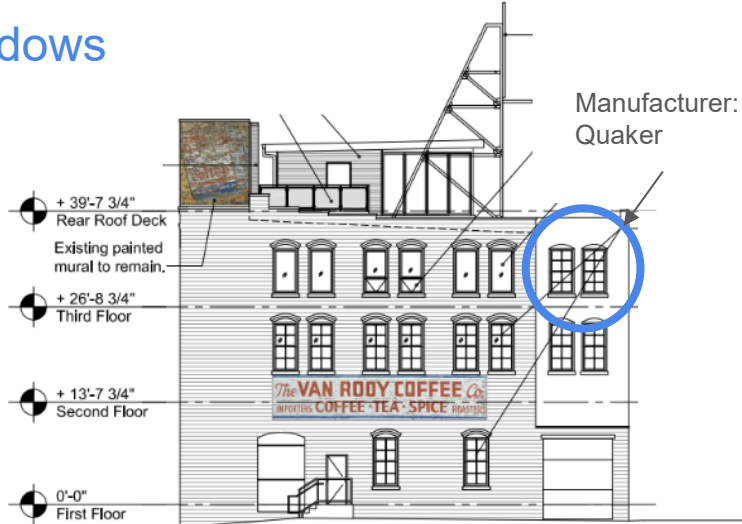 dows
Manufacturer:
Quaker
+ 39'-7 3/4"
Rear Roof Deck
Existing painted
mural to remain.
+ 26'-8 3/4"
Third Floor
The VAN ROOY COFFEE Co.
IMPORTERS COFFEE · TEA · SPICE ROASTERS
+ 13'-7 3/4"
Second Floor
0'-0"
First Floor